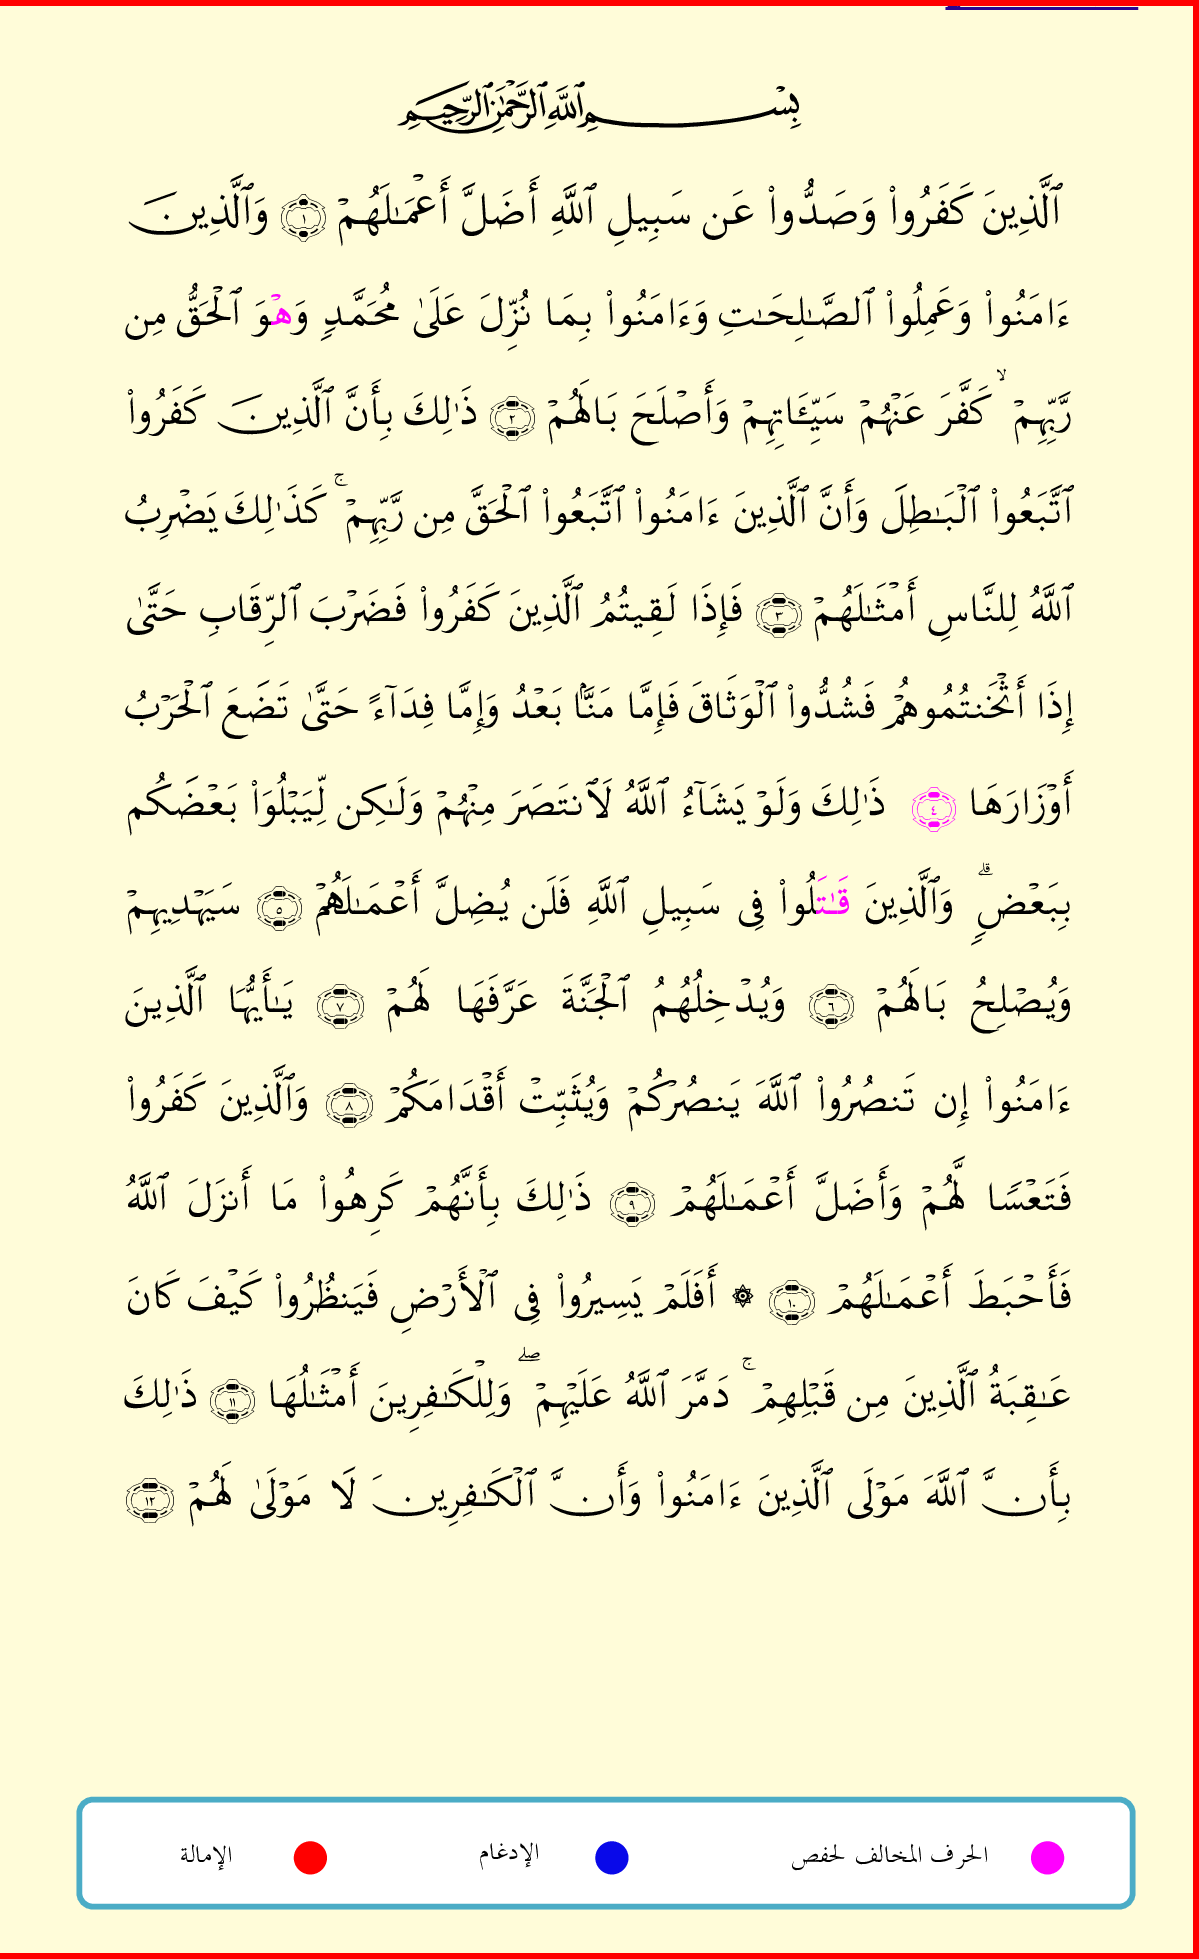 بِسْمِ ٱللَّهِ ٱلرَّحْمَٰنِ ٱلرَّحِيمِ
ٱلَّذِينَ كَفَرُواْ وَصَدُّواْ عَن سَبِيلِ ٱللَّهِ أَضَلَّ أَعْمَٰلَهُمْ ١ وَٱلَّذِينَ
ءَامَنُواْ وَعَمِلُواْ ٱلصَّٰلِحَٰتِ وَءَامَنُواْ بِمَا نُزِّلَ عَلَىٰ مُحَمَّدٍ وَهْوَ ٱلْحَقُّ مِن
رَّبِّهِمْ ۙ كَفَّرَ عَنْهُمْ سَيِّـَٔاتِهِمْ وَأَصْلَحَ بَالَهُمْ ٢ ذَٰلِكَ بِأَنَّ ٱلَّذِينَ كَفَرُواْ
ٱتَّبَعُواْ ٱلْبَٰطِلَ وَأَنَّ ٱلَّذِينَ ءَامَنُواْ ٱتَّبَعُواْ ٱلْحَقَّ مِن رَّبِّهِمْ ۚ كَذَٰلِكَ يَضْرِبُ
ٱللَّهُ لِلنَّاسِ أَمْثَٰلَهُمْ ٣ فَإِذَا لَقِيتُمُ ٱلَّذِينَ كَفَرُواْ فَضَرْبَ ٱلرِّقَابِ حَتَّىٰ
إِذَا أَثْخَنتُمُوهُمْ فَشُدُّواْ ٱلْوَثَاقَ فَإِمَّا مَنَّۢا بَعْدُ وَإِمَّا فِدَآءً حَتَّىٰ تَضَعَ ٱلْحَرْبُ
أَوْزَارَهَا ٤ ذَٰلِكَ وَلَوْ يَشَآءُ ٱللَّهُ لَٱنتَصَرَ مِنْهُمْ وَلَٰكِن لِّيَبْلُوَاْ بَعْضَكُم
بِبَعْضٍ ۗ وَٱلَّذِينَ قَٰتَلُواْ فِى سَبِيلِ ٱللَّهِ فَلَن يُضِلَّ أَعْمَٰلَهُمْ ٥ سَيَهْدِيهِمْ
وَيُصْلِحُ بَالَهُمْ ٦ وَيُدْخِلُهُمُ ٱلْجَنَّةَ عَرَّفَهَا لَهُمْ ٧ يَٰأَيُّهَا ٱلَّذِينَ
ءَامَنُواْ إِن تَنصُرُواْ ٱللَّهَ يَنصُرْكُمْ وَيُثَبِّتْ أَقْدَامَكُمْ ٨ وَٱلَّذِينَ كَفَرُواْ
فَتَعْسًا لَّهُمْ وَأَضَلَّ أَعْمَٰلَهُمْ ٩ ذَٰلِكَ بِأَنَّهُمْ كَرِهُواْ مَا أَنزَلَ ٱللَّهُ
فَأَحْبَطَ أَعْمَٰلَهُمْ ١٠ ۞ أَفَلَمْ يَسِيرُواْ فِى ٱلْأَرْضِ فَيَنظُرُواْ كَيْفَ كَانَ
عَٰقِبَةُ ٱلَّذِينَ مِن قَبْلِهِمْ ۚ دَمَّرَ ٱللَّهُ عَلَيْهِمْ ۖ وَلِلْكَٰفِرِينَ أَمْثَٰلُهَا ١١ ذَٰلِكَ
بِأَنَّ ٱللَّهَ مَوْلَى ٱلَّذِينَ ءَامَنُواْ وَأَنَّ ٱلْكَٰفِرِينَ لَا مَوْلَىٰ لَهُمْ ١٢
الحرف المخالف لحفص الإدغام الإمالة